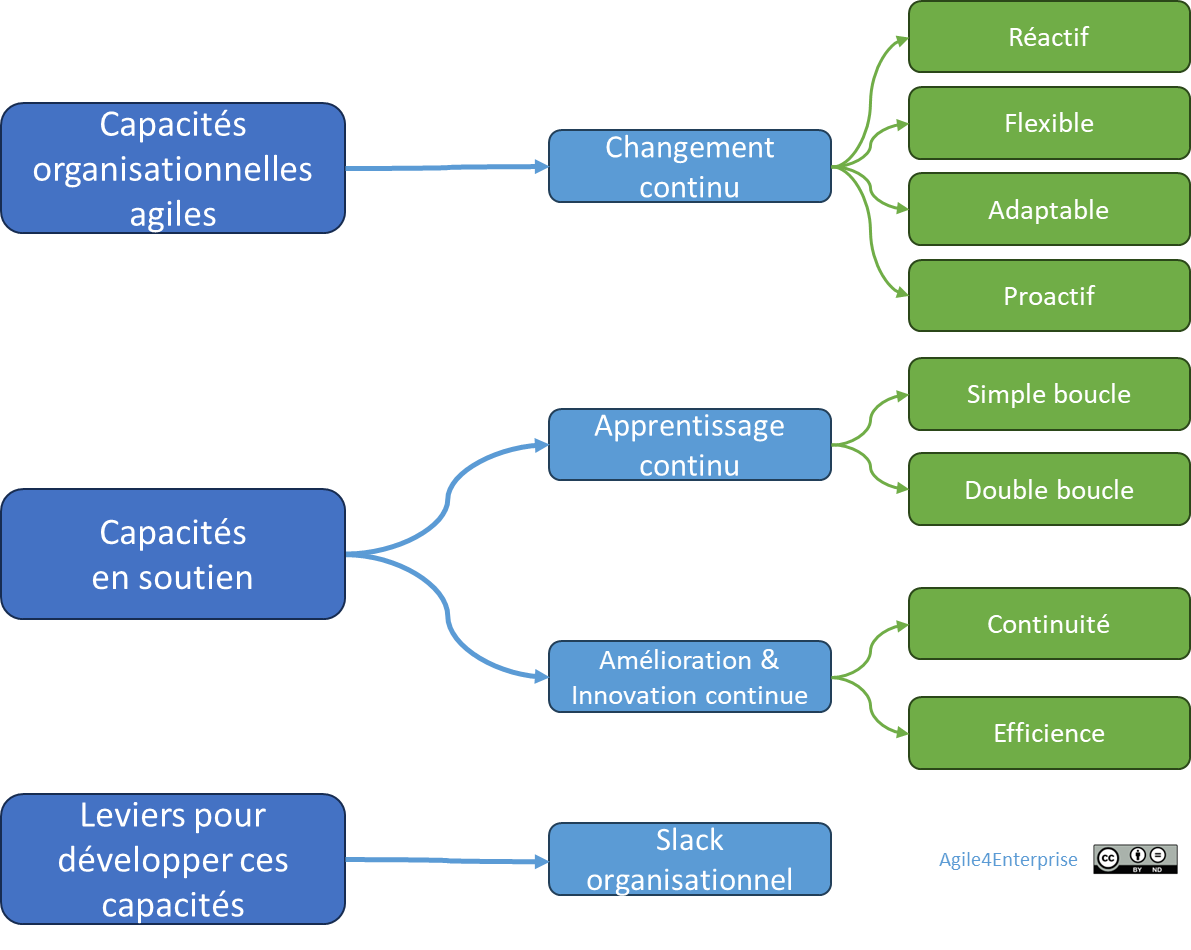 Capacités
organisationnelles
agiles
Changement
continu
Réactif
Flexible
Adaptable
Proactif
Capacités
en soutien
Apprentissage
continu
Simple boucle
Double boucle
Amélioration &
Innovation continue
Continuité
Efficience
Leviers pour
développer ces
capacités
Slack
organisationnel
Agile4Enterprise
cc
BY ND